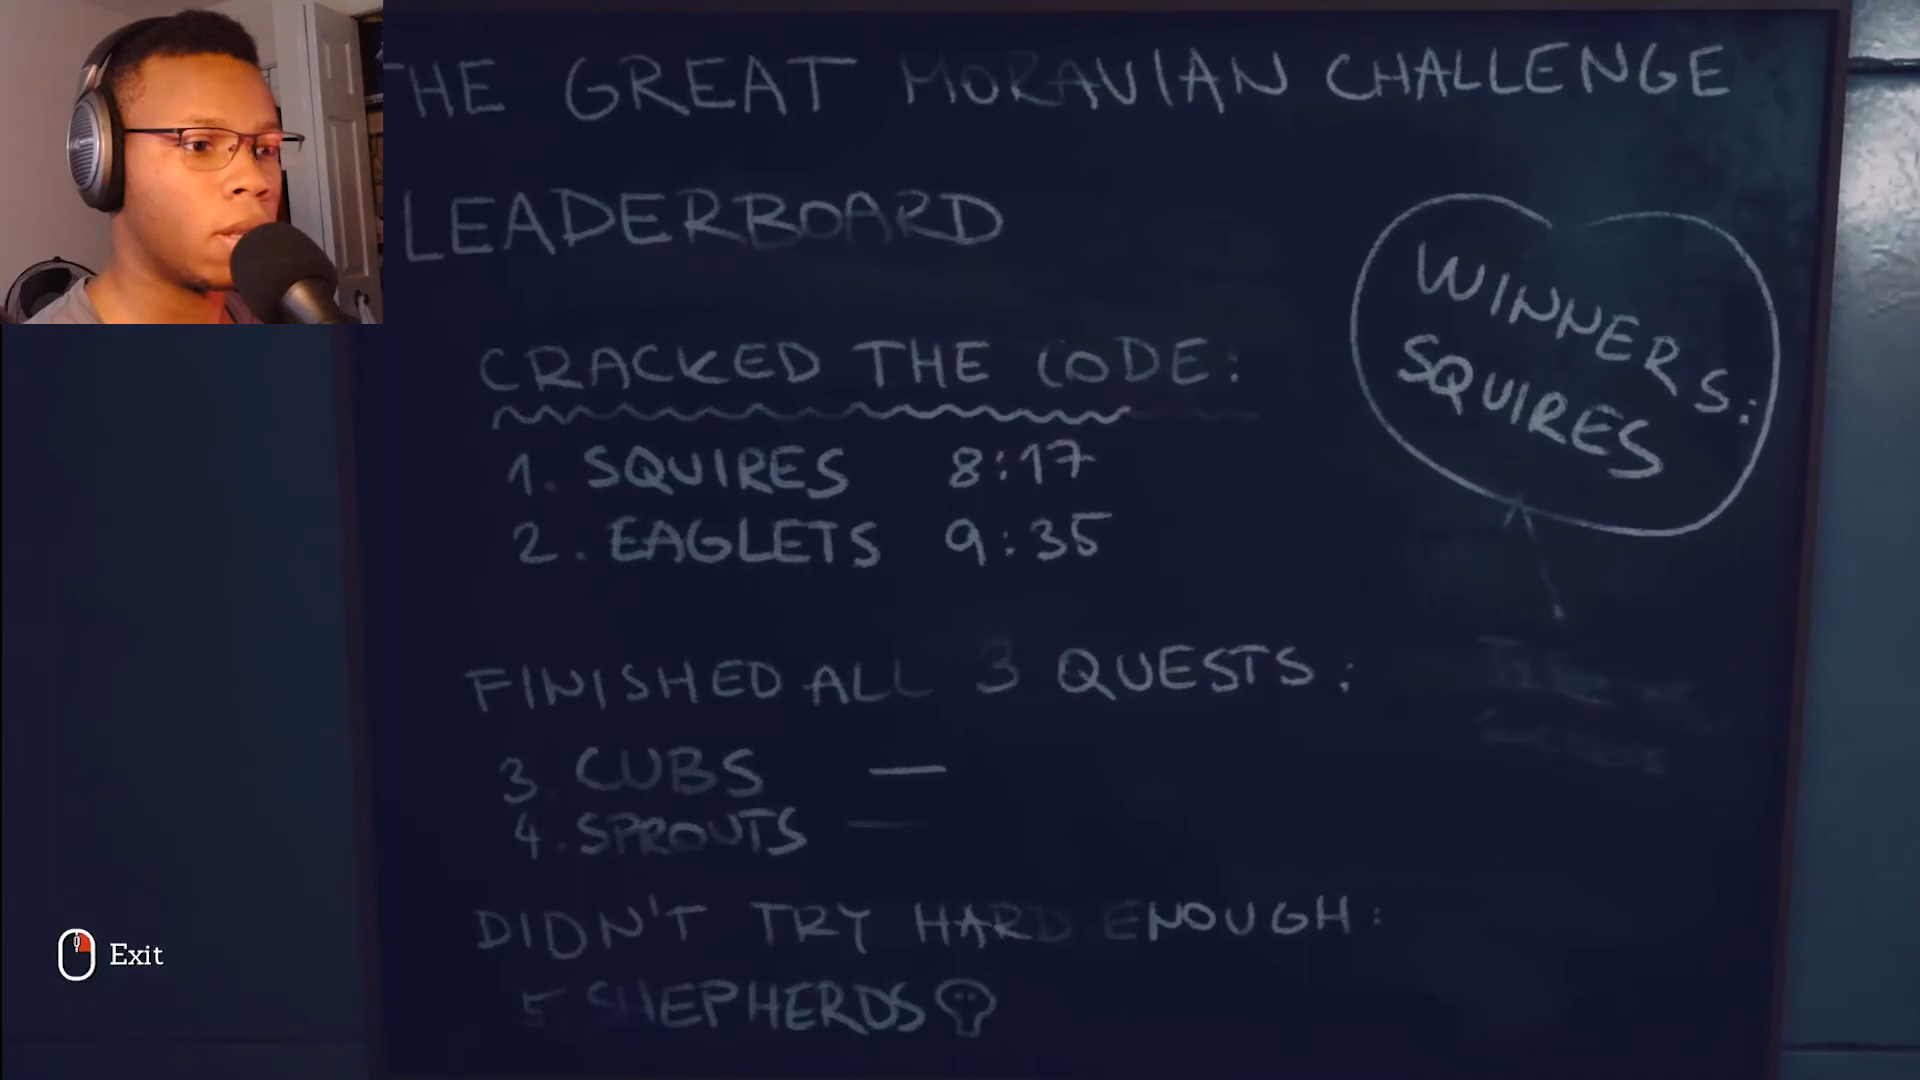 THE GREAT MORAVIAN CHALLENGE
LEADERBOARD
WINNERS:
SQUIRES
CRACKED THE CODE:
1. SQUIRES 8:17
2. EAGLETS 9:35
FINISHED ALL 3 QUESTS:
3. CUBS —
4. SPROUTS —
DIDN'T TRY HARD ENOUGH:
5 SHEPHERDS
Exit